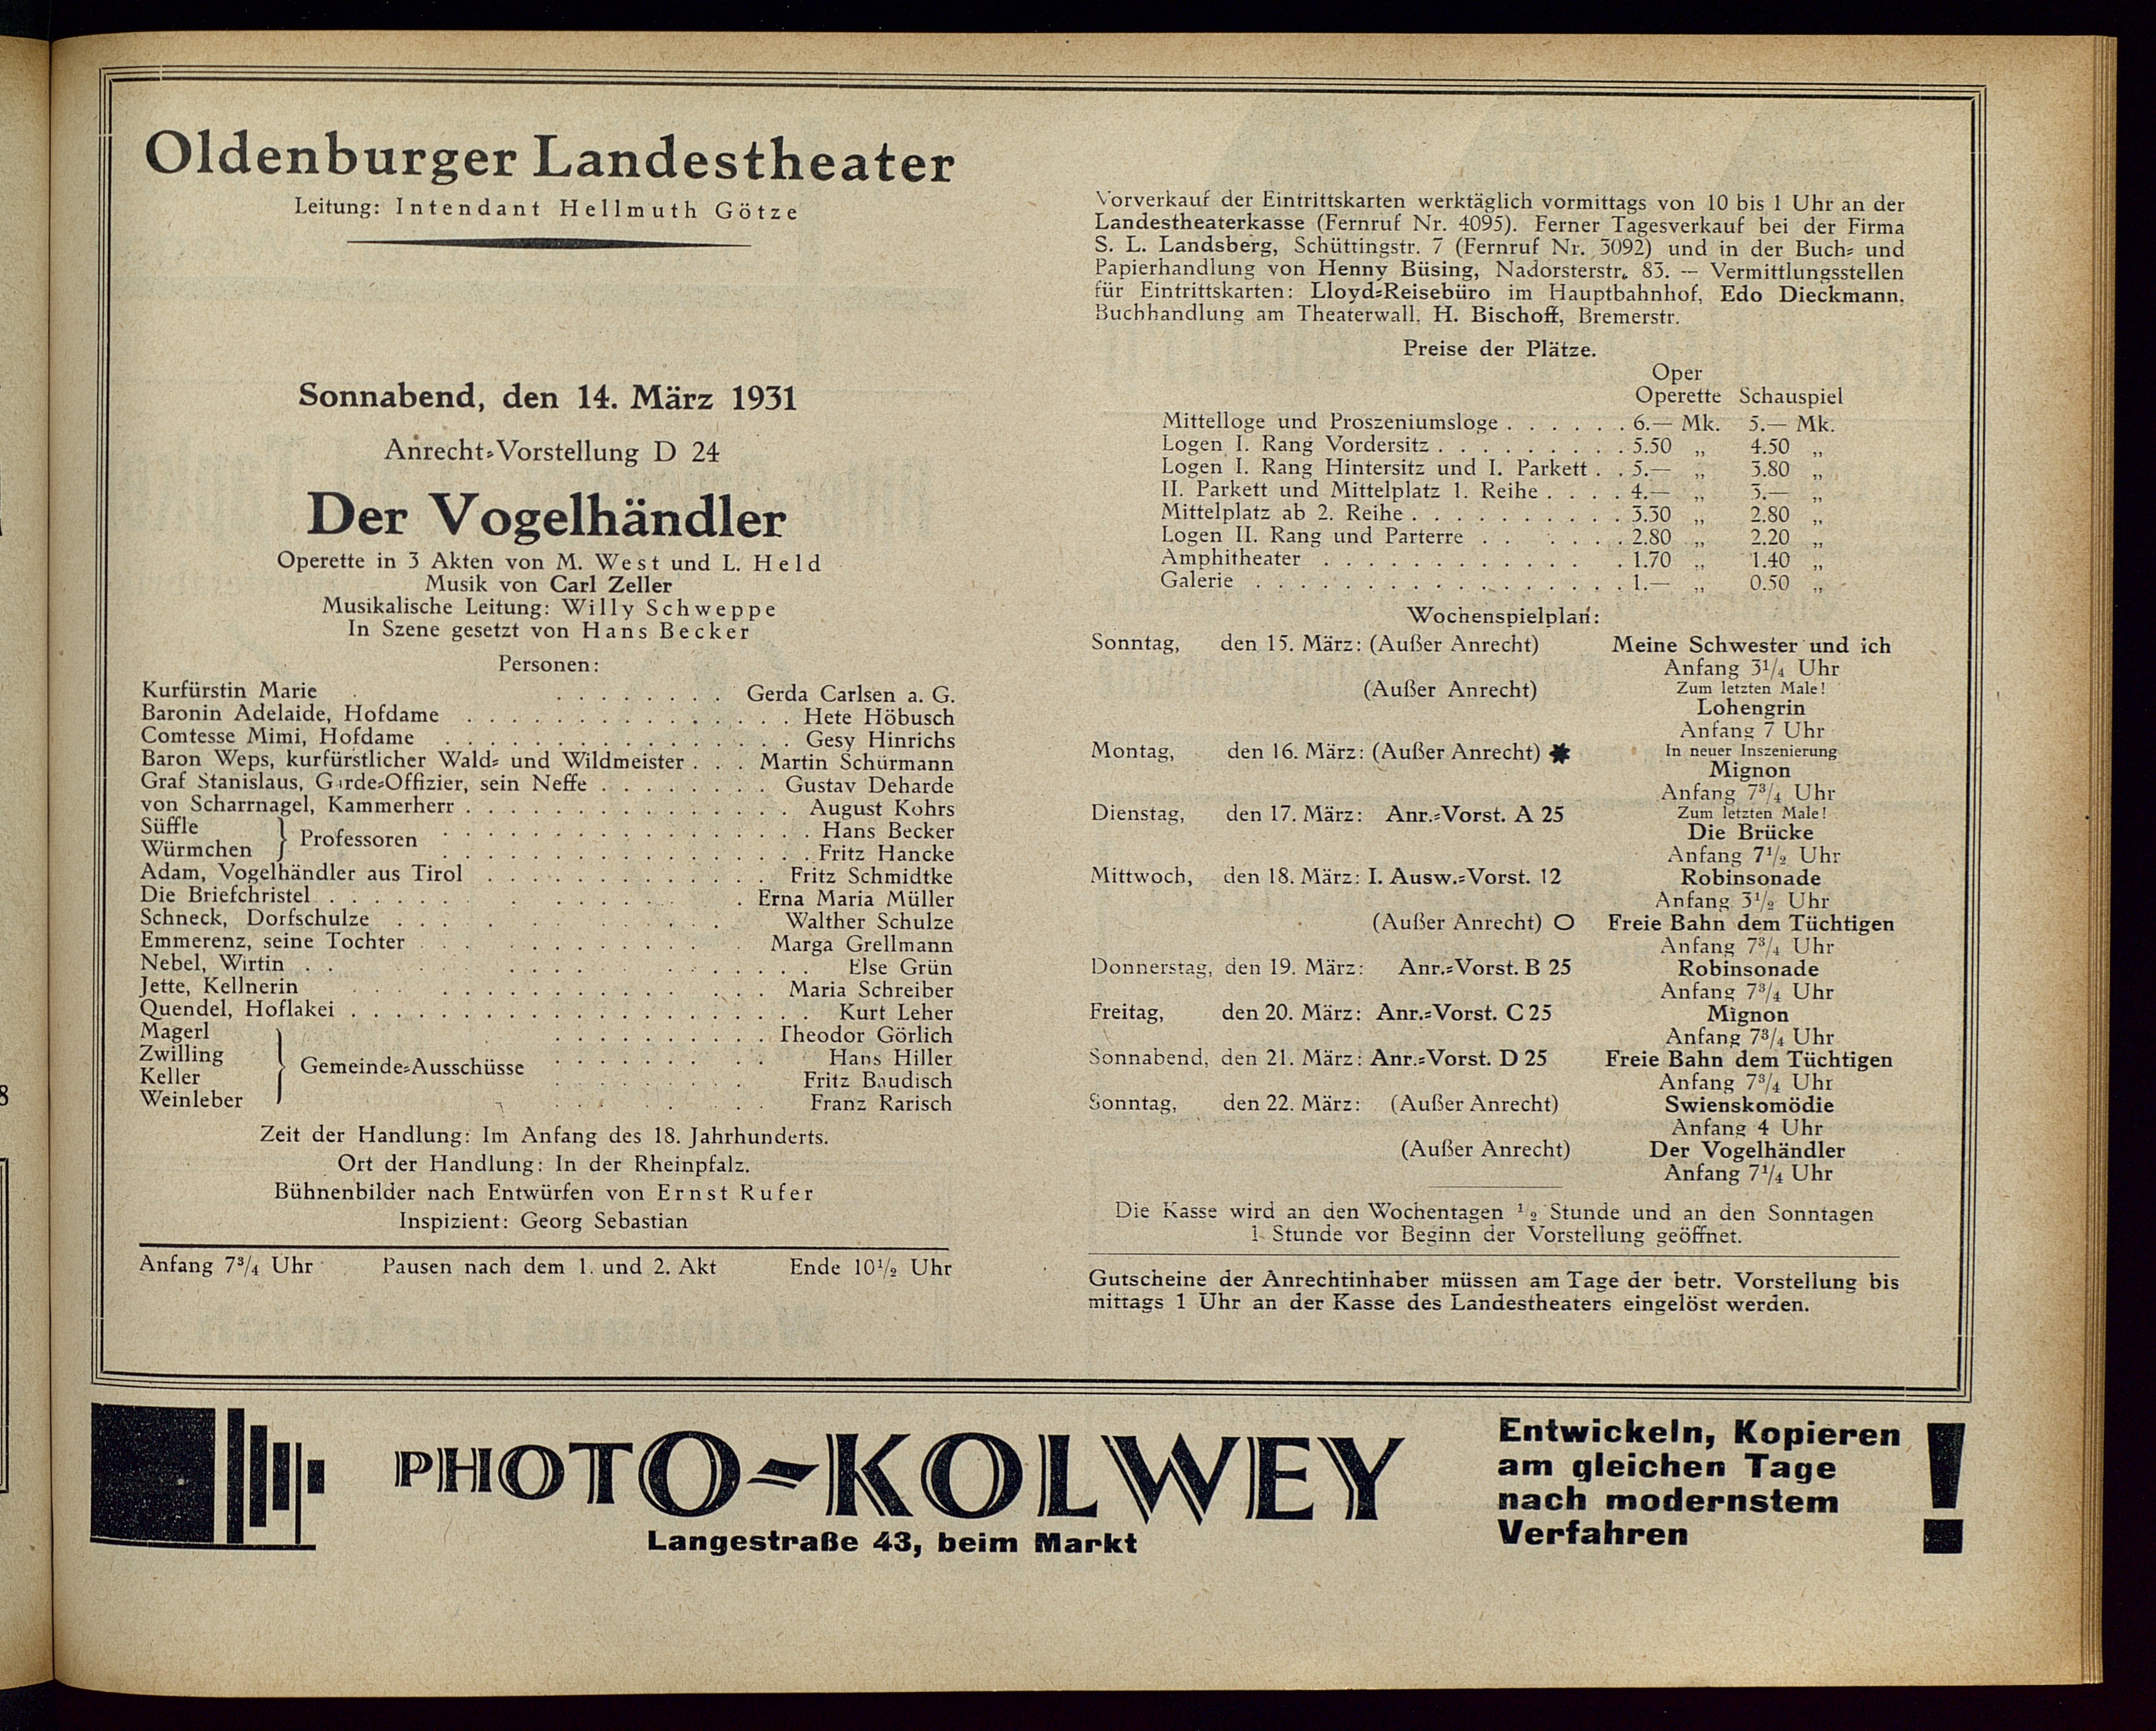 Oldenburger Landestheater
Leitung: Intendant Hellmuth Götze
Sonnabend, den 14. März 1931
Anrecht-Vorstellung D 24
Der Vogelhändler
Operette in 3 Akten von M. West und L. Held
Musik von Carl Zeller
Musikalische Leitung: Willy Schweppe
In Szene gesetzt von Hans Becker
Personen:
Kurfürstin Marie . . . . . . . . . Gerda Carlsen a. G.
Baronin Adelaide, Hofdame . . . . . . . . . Hete Höbusch
Comtesse Mimi, Hofdame . . . . . . . . . Gesy Hinrichs
Baron Weps, kurfürstlicher Wald- und Wildmeister . . . Martin Schürmann
Graf Stanislaus, Garde-Offizier, sein Neffe . . . . . . . . Gustav Deharde
von Scharrnagel, Kammerherr . . . . . . . . . August Kohrs
Süffle } Professoren . . . . . . . . . Hans Becker
Würmchen . . . . . . . . . Fritz Hancke
Adam, Vogelhändler aus Tirol . . . . . . . . . Fritz Schmidtke
Die Briefchristel . . . . . . . . . Erna Maria Müller
Schneck, Dorfschulze . . . . . . . . . Walther Schulze
Emmerenz, seine Tochter . . . . . . . . . Marga Grellmann
Nebel, Wirtin . . . . . . . . . Else Grün
Jette, Kellnerin . . . . . . . . . Maria Schreiber
Quendel, Hoflakei . . . . . . . . . Kurt Leher
Magerl . . . . . . . . . Theodor Görlich
Zwilling } Gemeinde-Ausschüsse . . . . . . . . . Hans Hiller
Keller . . . . . . . . . Fritz Baudisch
Weinleber . . . . . . . . . Franz Rarisch
Zeit der Handlung: Im Anfang des 18. Jahrhunderts.
Ort der Handlung: In der Rheinpfalz.
Bühnenbilder nach Entwürfen von Ernst Rufer
Inspizient: Georg Sebastian
Anfang 7³/₄ Uhr Pausen nach dem 1. und 2. Akt Ende 10¹/₂ Uhr
Vorverkauf der Eintrittskarten werktäglich vormittags von 10 bis 1 Uhr an der
Landestheaterkasse (Fernruf Nr. 4095). Ferner Tagesverkauf bei der Firma
S. L. Landsberg, Schüttingstr. 7 (Fernruf Nr. 3092) und in der Buch- und
Papierhandlung von Henny Büsing, Nadorsterstr. 83. — Vermittlungsstellen
für Eintrittskarten: Lloyd-Reisebüro im Hauptbahnhof, Edo Dieckmann,
Buchhandlung am Theaterwall, H. Bischoff, Bremerstr.
Preise der Plätze.
Oper
Operette Schauspiel
Mittelloge und Proszeniumsloge . . . . . . 6.— Mk. 5.— Mk.
Logen I. Rang Vordersitz . . . . . . . . . 5.50 „ 4.50 „
Logen I. Rang Hintersitz und I. Parkett . . 5.— „ 3.80 „
II. Parkett und Mittelplatz 1. Reihe . . . . 4.— „ 3.— „
Mittelplatz ab 2. Reihe . . . . . . . . . . 3.30 „ 2.80 „
Logen II. Rang und Parterre . . . . . . . 2.80 „ 2.20 „
Amphitheater . . . . . . . . . . . . . 1.70 „ 1.40 „
Galerie . . . . . . . . . . . . . . . . 1.— „ 0.50 „
Wochenspielplan:
Sonntag, den 15. März: (Außer Anrecht) Meine Schwester und ich
Anfang 3¹/₄ Uhr
Zum letzten Male!
(Außer Anrecht) Lohengrin
Anfang 7 Uhr
In neuer Inszenierung
Montag, den 16. März: (Außer Anrecht) ✱ Mignon
Anfang 7³/₄ Uhr
Zum letzten Male!
Dienstag, den 17. März: Anr.-Vorst. A 25 Die Brücke
Anfang 7¹/₂ Uhr
Mittwoch, den 18. März: I. Ausw.-Vorst. 12 Robinsonade
Anfang 3¹/₂ Uhr
(Außer Anrecht) O Freie Bahn dem Tüchtigen
Anfang 7³/₄ Uhr
Donnerstag, den 19. März: Anr.-Vorst. B 25 Robinsonade
Anfang 7³/₄ Uhr
Freitag, den 20. März: Anr.-Vorst. C 25 Mignon
Anfang 7³/₄ Uhr
Sonnabend, den 21. März: Anr.-Vorst. D 25 Freie Bahn dem Tüchtigen
Anfang 7³/₄ Uhr
Sonntag, den 22. März: (Außer Anrecht) Swienskomödie
Anfang 4 Uhr
(Außer Anrecht) Der Vogelhändler
Anfang 7¹/₄ Uhr
Die Kasse wird an den Wochentagen ¹/₂ Stunde und an den Sonntagen
1 Stunde vor Beginn der Vorstellung geöffnet.
Gutscheine der Anrechtinhaber müssen am Tage der betr. Vorstellung bis
mittags 1 Uhr an der Kasse des Landestheaters eingelöst werden.
PHOTO-KOLWEY
Langestraße 43, beim Markt
Entwickeln, Kopieren
am gleichen Tage
nach modernstem
Verfahren !
8